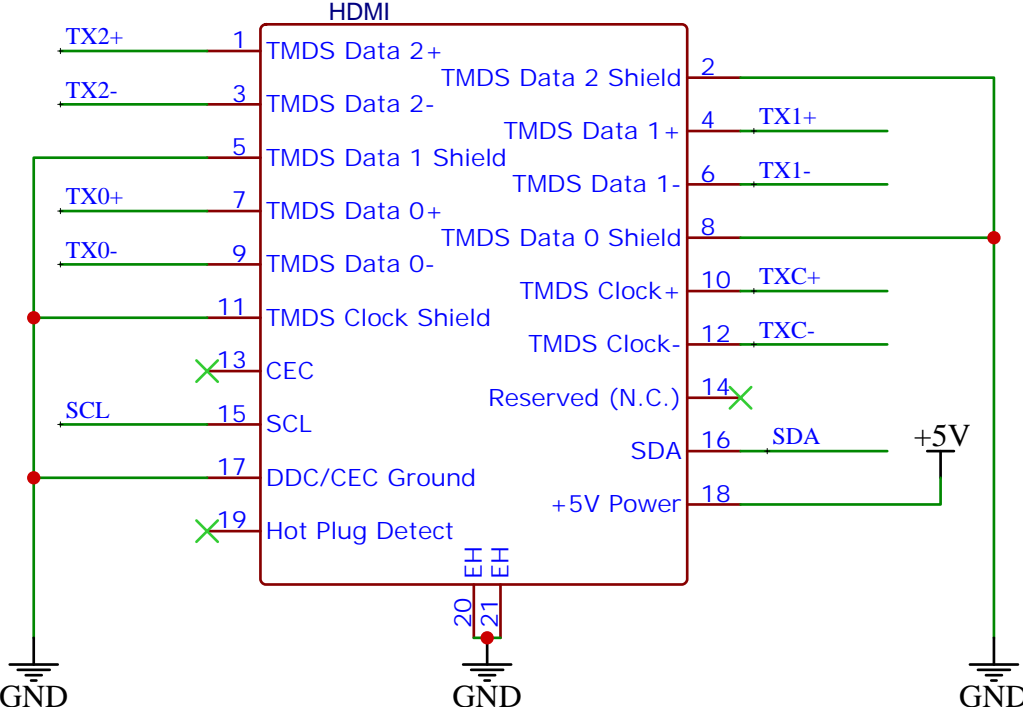 HDMI
TX2+ 1 TMDS Data 2+
TMDS Data 2 Shield 2
TX2- 3 TMDS Data 2-
TMDS Data 1+ 4 TX1+
5 TMDS Data 1 Shield
TMDS Data 1- 6 TX1-
TX0+ 7 TMDS Data 0+
TMDS Data 0 Shield 8
TX0- 9 TMDS Data 0-
TMDS Clock+ 10 TXC+
11 TMDS Clock Shield
TMDS Clock- 12 TXC-
13 CEC
Reserved (N.C.) 14
SCL 15 SCL
SDA 16 SDA +5V
17 DDC/CEC Ground
+5V Power 18
19 Hot Plug Detect
EH EH
20 21
GND GND GND